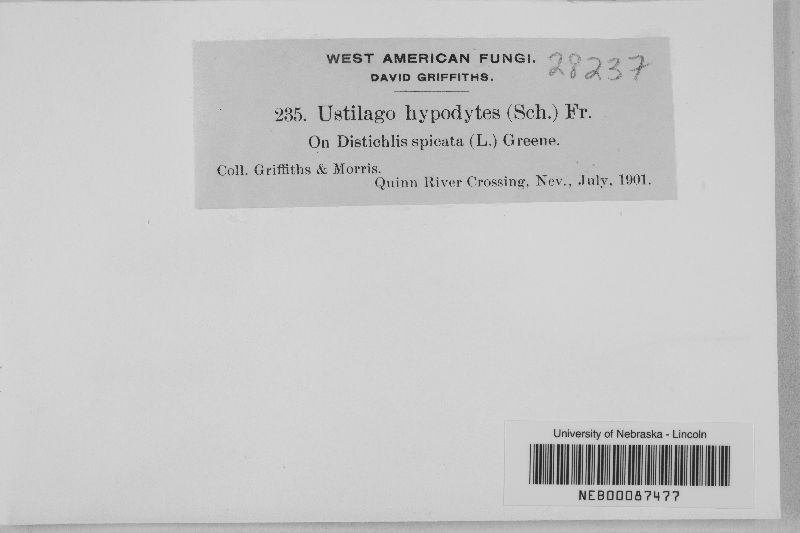 WEST AMERICAN FUNGI.
DAVID GRIFFITHS.
28237
235. Ustilago hypodytes (Sch.) Fr.
On Distichlis spicata (L.) Greene.
Coll. Griffiths & Morris.
Quinn River Crossing, Nev., July, 1901.
University of Nebraska - Lincoln
NEB00087477